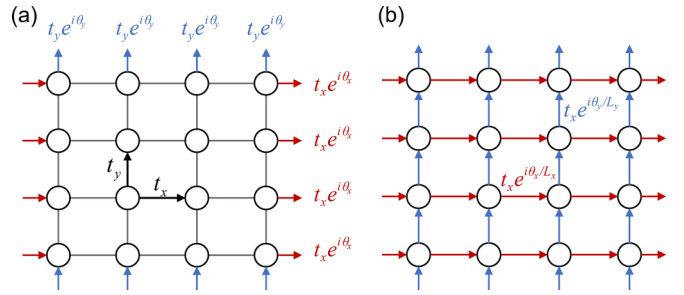 (a)
t_y e^{iθ_y} t_y e^{iθ_y} t_y e^{iθ_y} t_y e^{iθ_y}
t_x e^{iθ_x}
t_x e^{iθ_x}
t_y
t_x
t_x e^{iθ_x}
t_x e^{iθ_x}
(b)
t_x e^{iθ_y/L_y}
t_x e^{iθ_x/L_x}